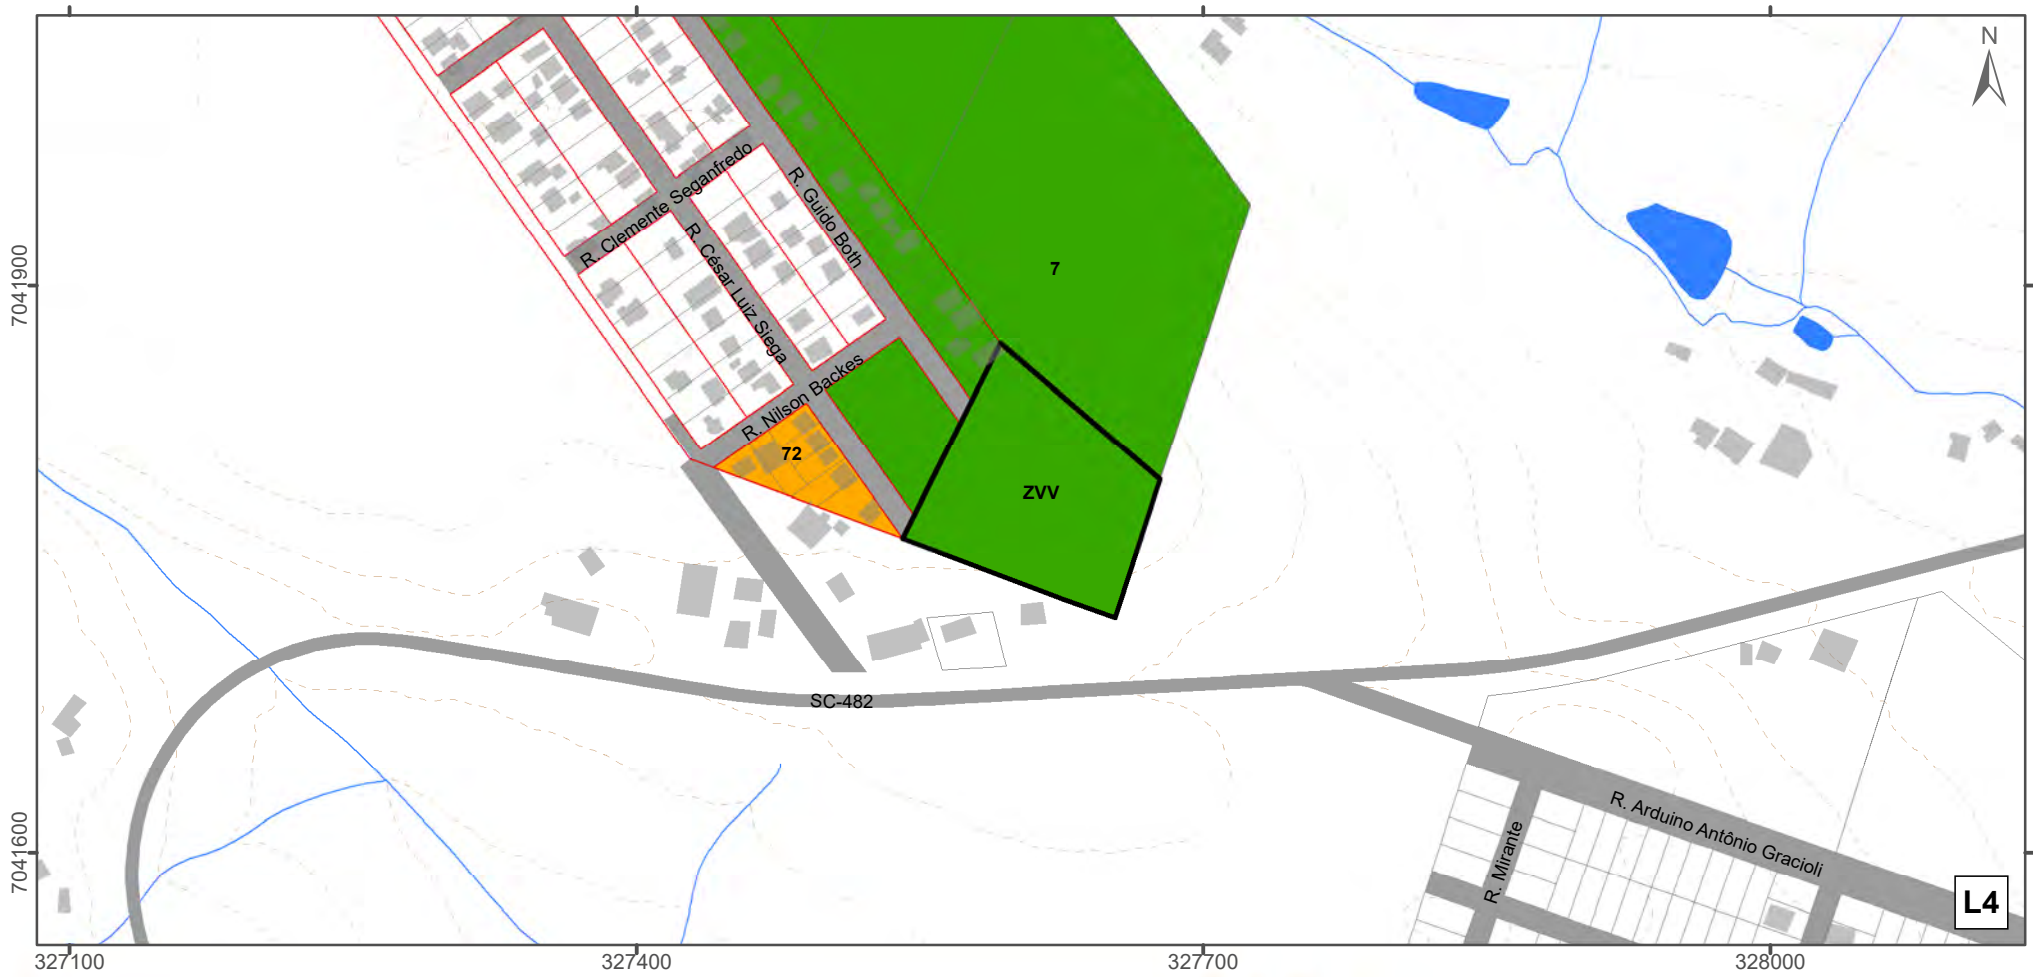 N
R. Clemente Seganfredo
R. Guido Both
R. César Luiz Siega
7
7041900
R. Nilson Backes
72
ZVV
SC-482
R. Arduino Antônio Gracioli
R. Mirante
7041600
L4
327100
327400
327700
328000